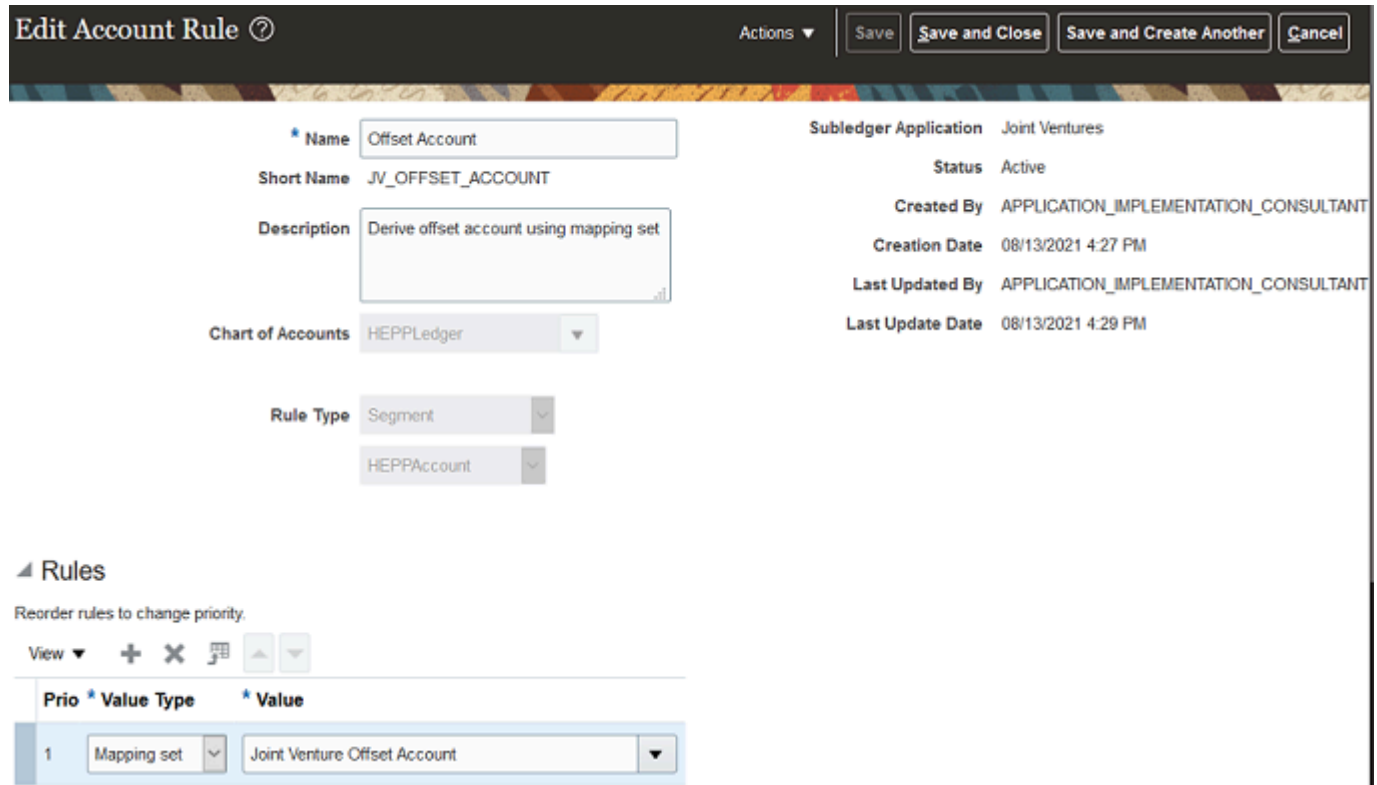 Edit Account Rule ?
Actions Save Save and Close Save and Create Another Cancel
* Name Offset Account
Short Name JV_OFFSET_ACCOUNT
Description Derive offset account using mapping set
Chart of Accounts HEPPLedger
Rule Type Segment
HEPPAccount
Subledger Application Joint Ventures
Status Active
Created By APPLICATION_IMPLEMENTATION_CONSULTANT
Creation Date 08/13/2021 4:27 PM
Last Updated By APPLICATION_IMPLEMENTATION_CONSULTANT
Last Update Date 08/13/2021 4:29 PM
Rules
Reorder rules to change priority.
View
Prio * Value Type * Value
1 Mapping set Joint Venture Offset Account